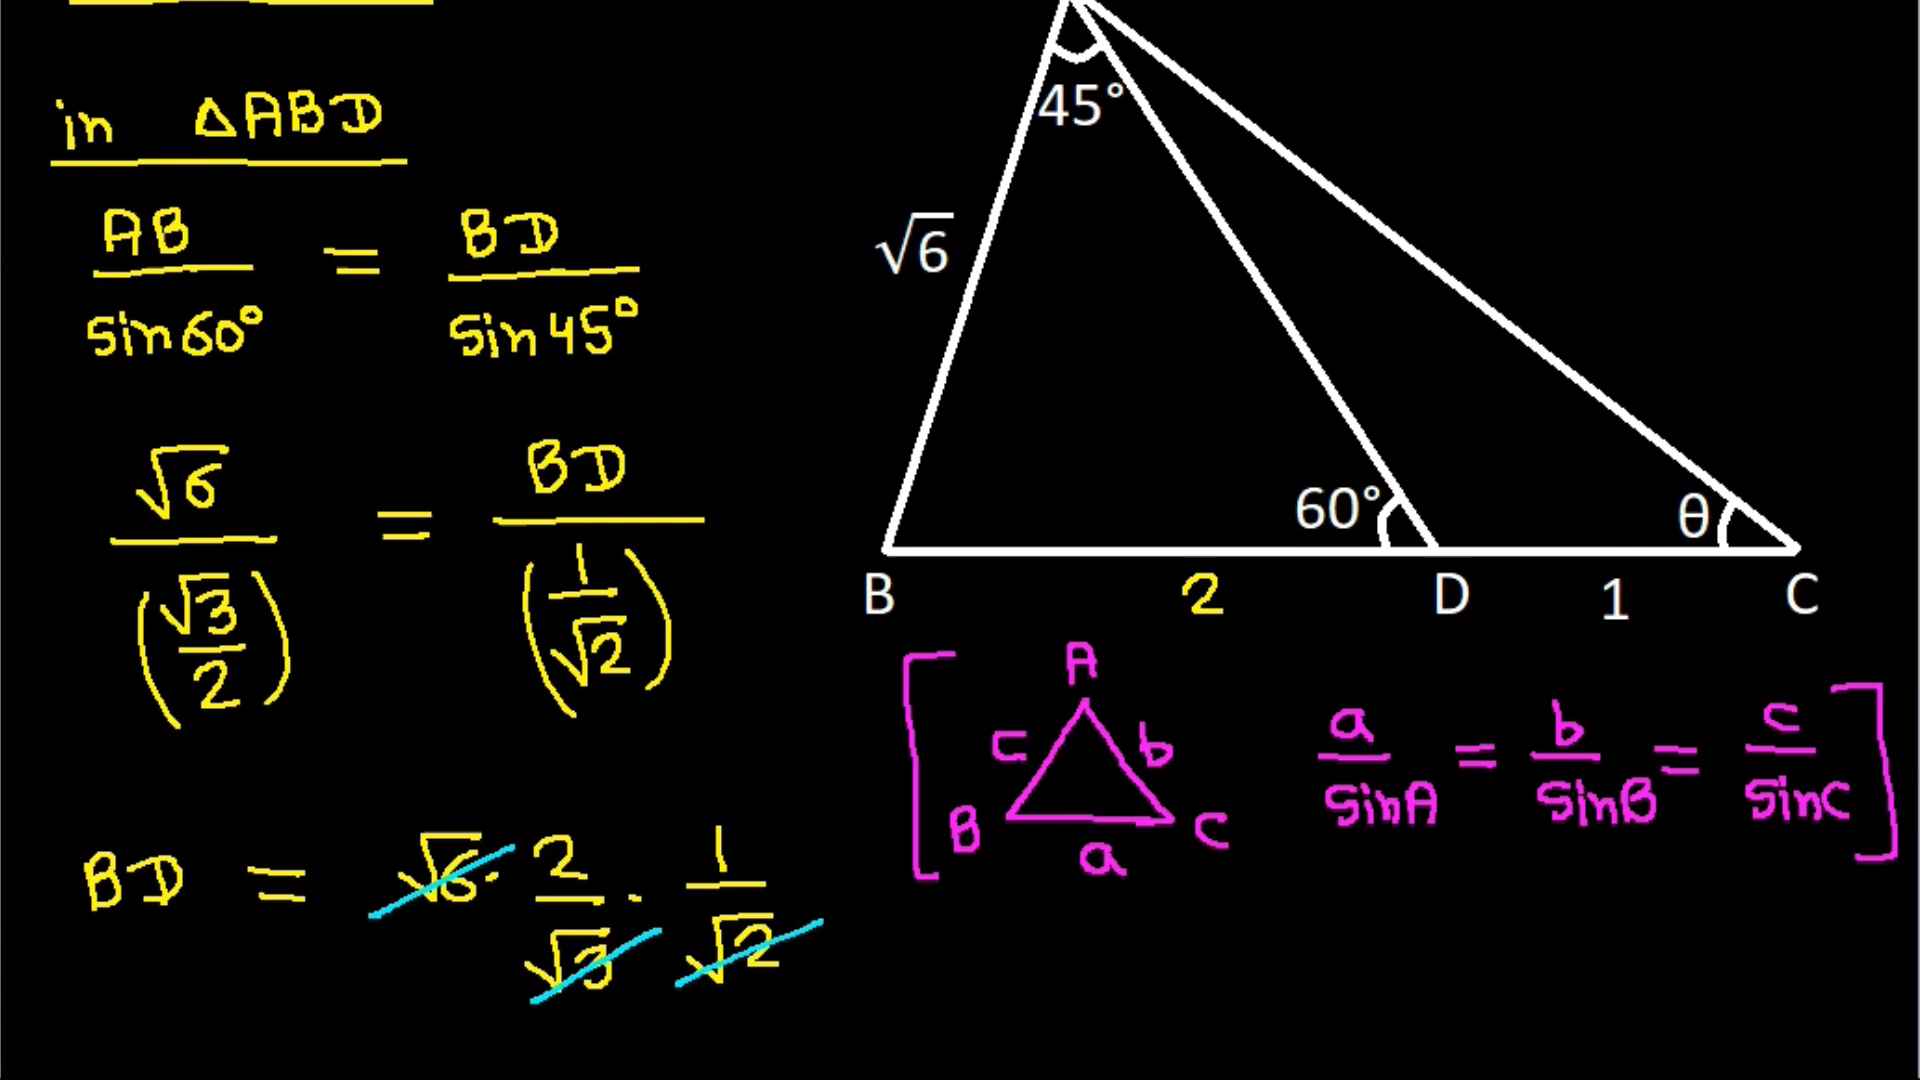 in ΔABD
AB/sin60° = BD/sin45°
√6/(√3/2) = BD/(1/√2)
BD = √6 · 2/√3 · 1/√2
45°
√6
60° θ
B 2 D 1 C
[ A
c b
B a C
a/sinA = b/sinB = c/sinC ]